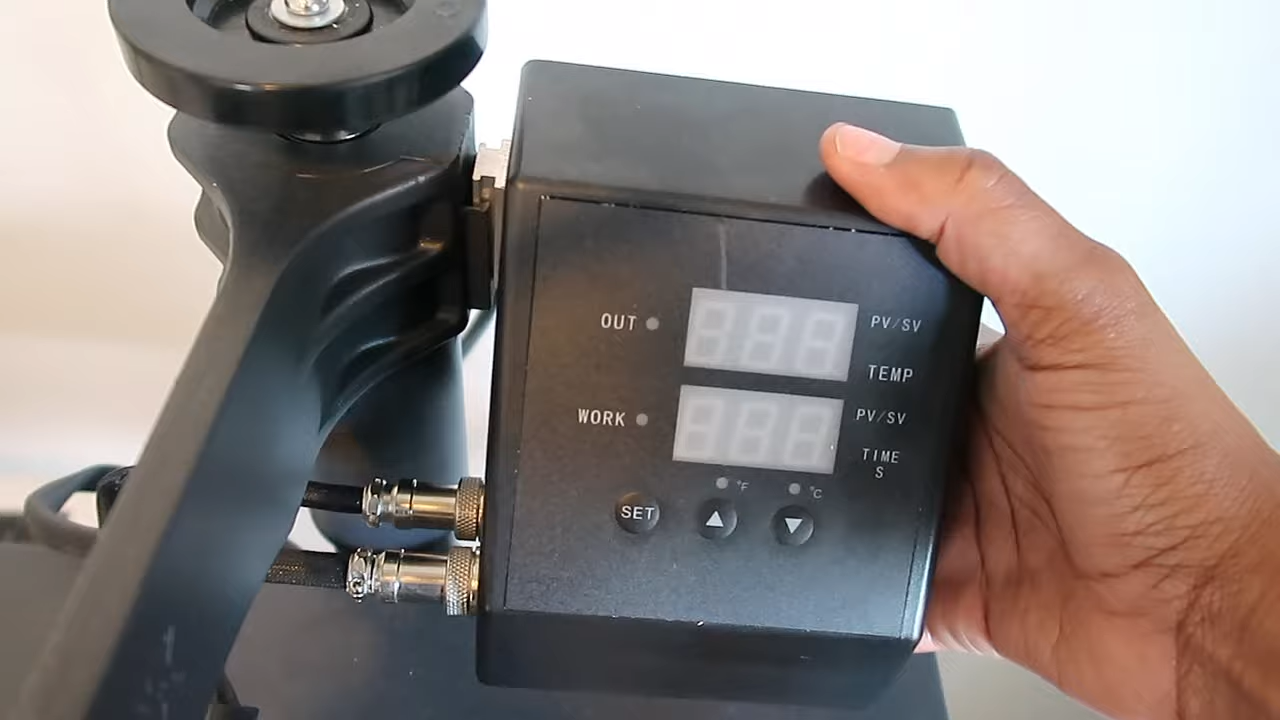 OUT
PV/SV
TEMP
WORK
PV/SV
TIME
S
°F
°C
SET